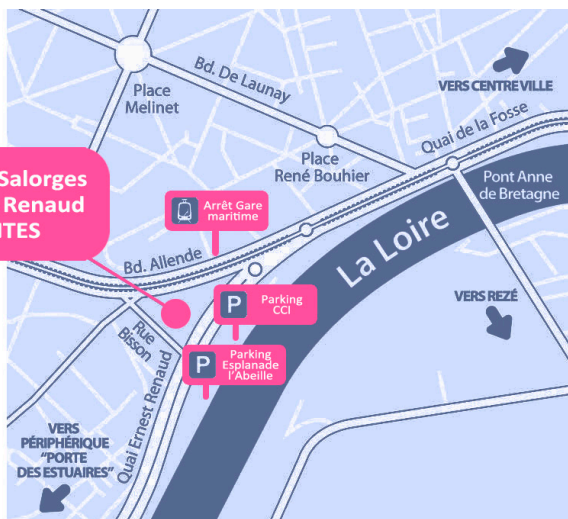 Place
Melinet
Bd. De Launay
VERS CENTRE VILLE
Quai de la Fosse
Place
René Bouhier
Pont Anne
de Bretagne
Salorges
Renaud
Arrêt Gare
maritime
La Loire
Bd. Allende
P
Parking
CCI
VERS REZÉ
Rue
Bisson
P
Parking
Esplanade
l'Abeille
Quai Ernest Renaud
VERS
PÉRIPHÉRIQUE
"PORTE
DES ESTUAIRES"